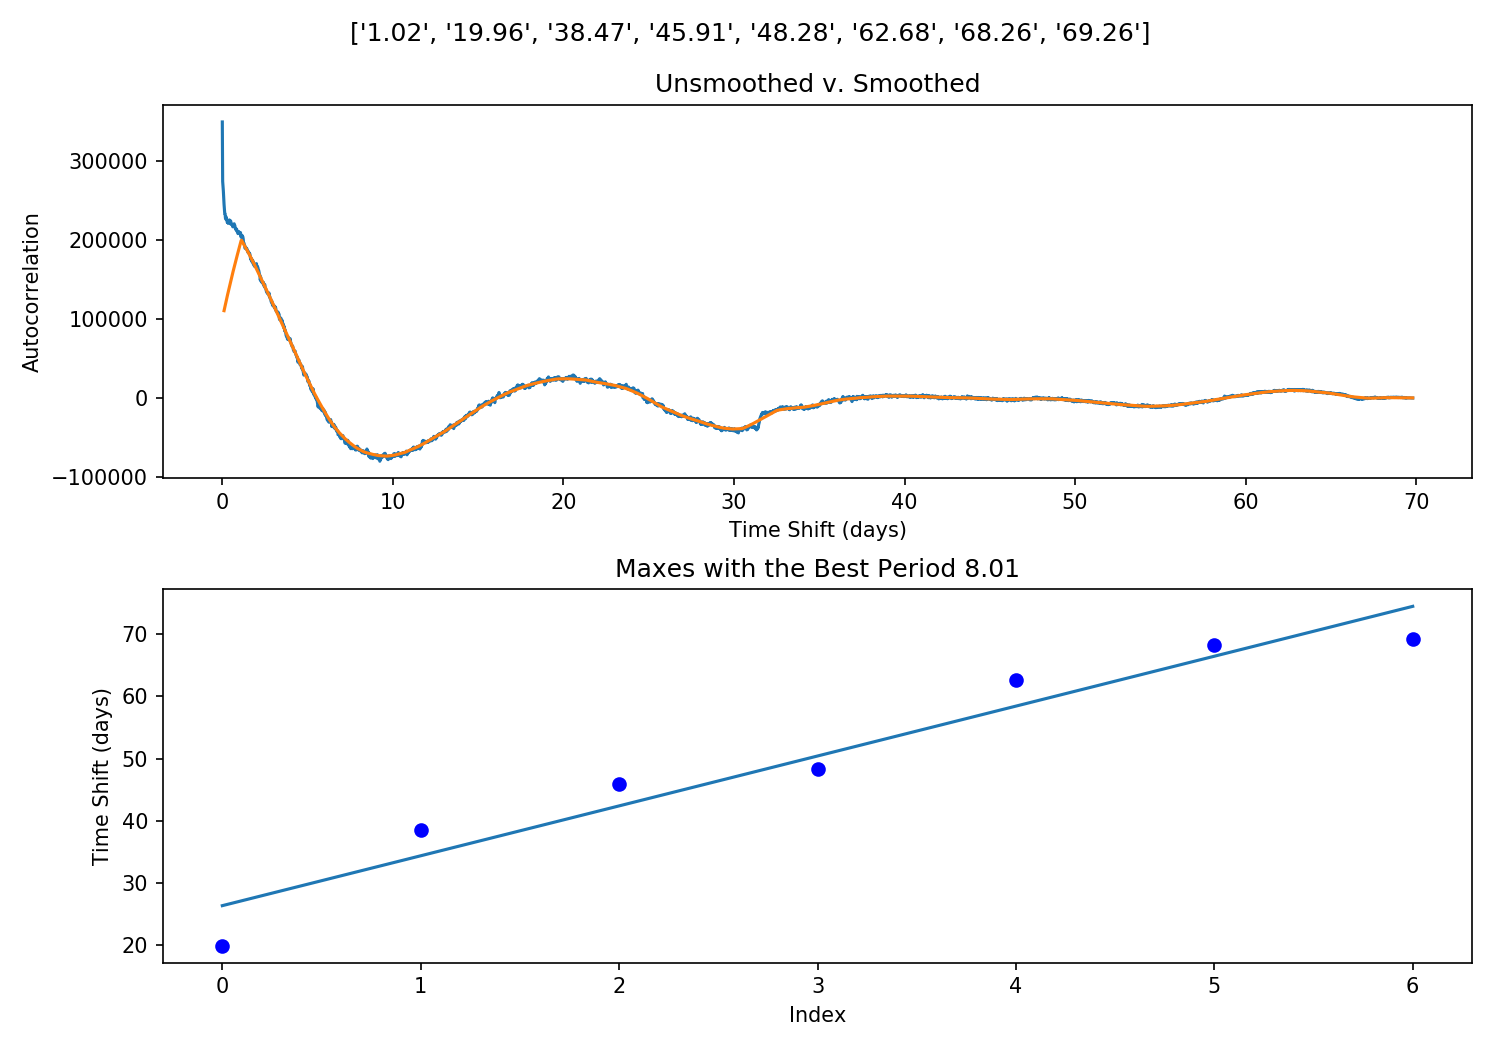 ['1.02', '19.96', '38.47', '45.91', '48.28', '62.68', '68.26', '69.26']
Unsmoothed v. Smoothed
Autocorrelation
300000
200000
100000
0
−100000
0 10 20 30 40 50 60 70
Time Shift (days)
Maxes with the Best Period 8.01
Time Shift (days)
70
60
50
40
30
20
0 1 2 3 4 5 6
Index